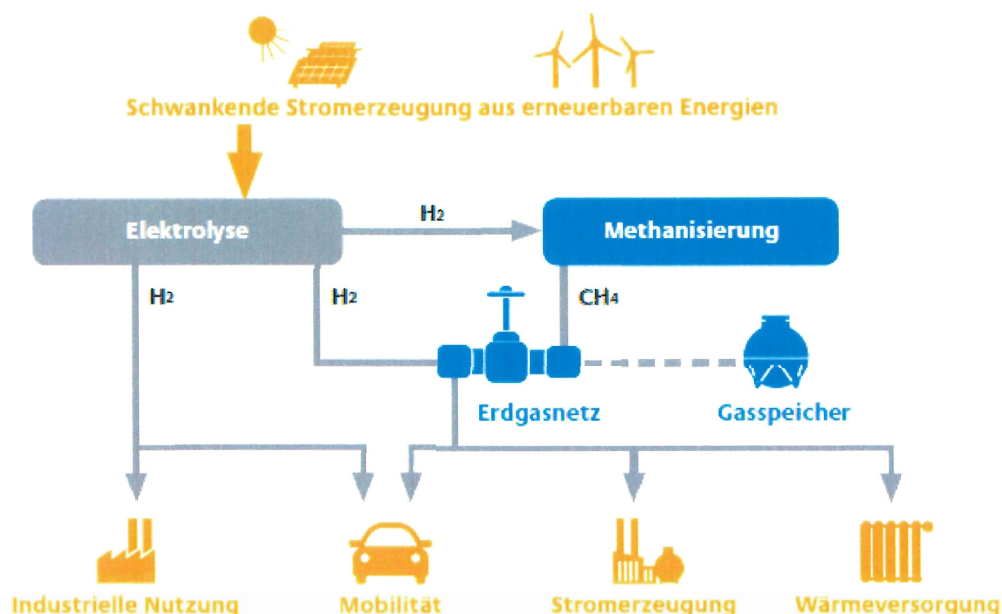 Schwankende Stromerzeugung aus erneuerbaren Energien
Elektrolyse
H2
Methanisierung
H2
H2
CH4
Erdgasnetz
Gasspeicher
Industrielle Nutzung
Mobilität
Stromerzeugung
Wärmeversorgung